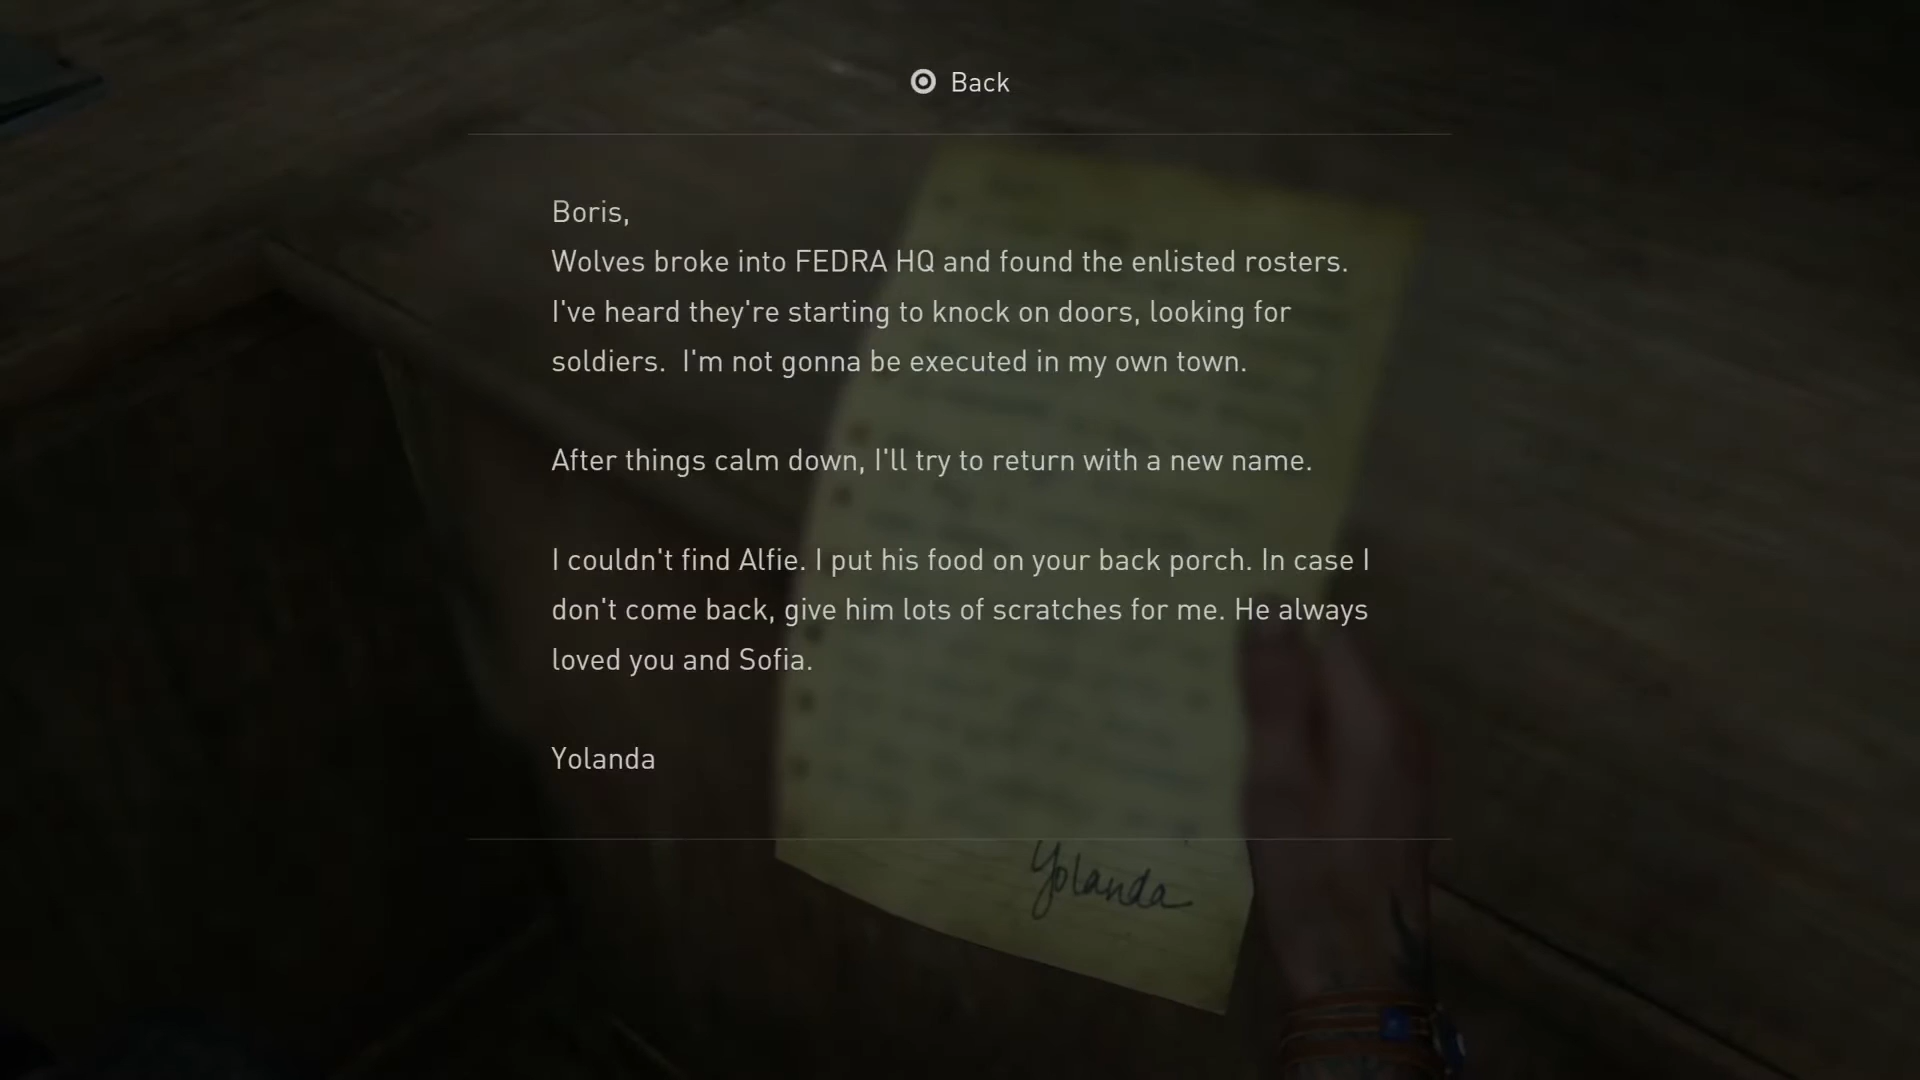 Back
Boris,
Wolves broke into FEDRA HQ and found the enlisted rosters.
I've heard they're starting to knock on doors, looking for
soldiers.  I'm not gonna be executed in my own town.
After things calm down, I'll try to return with a new name.
I couldn't find Alfie. I put his food on your back porch. In case I
don't come back, give him lots of scratches for me. He always
loved you and Sofia.
Yolanda
Yolanda